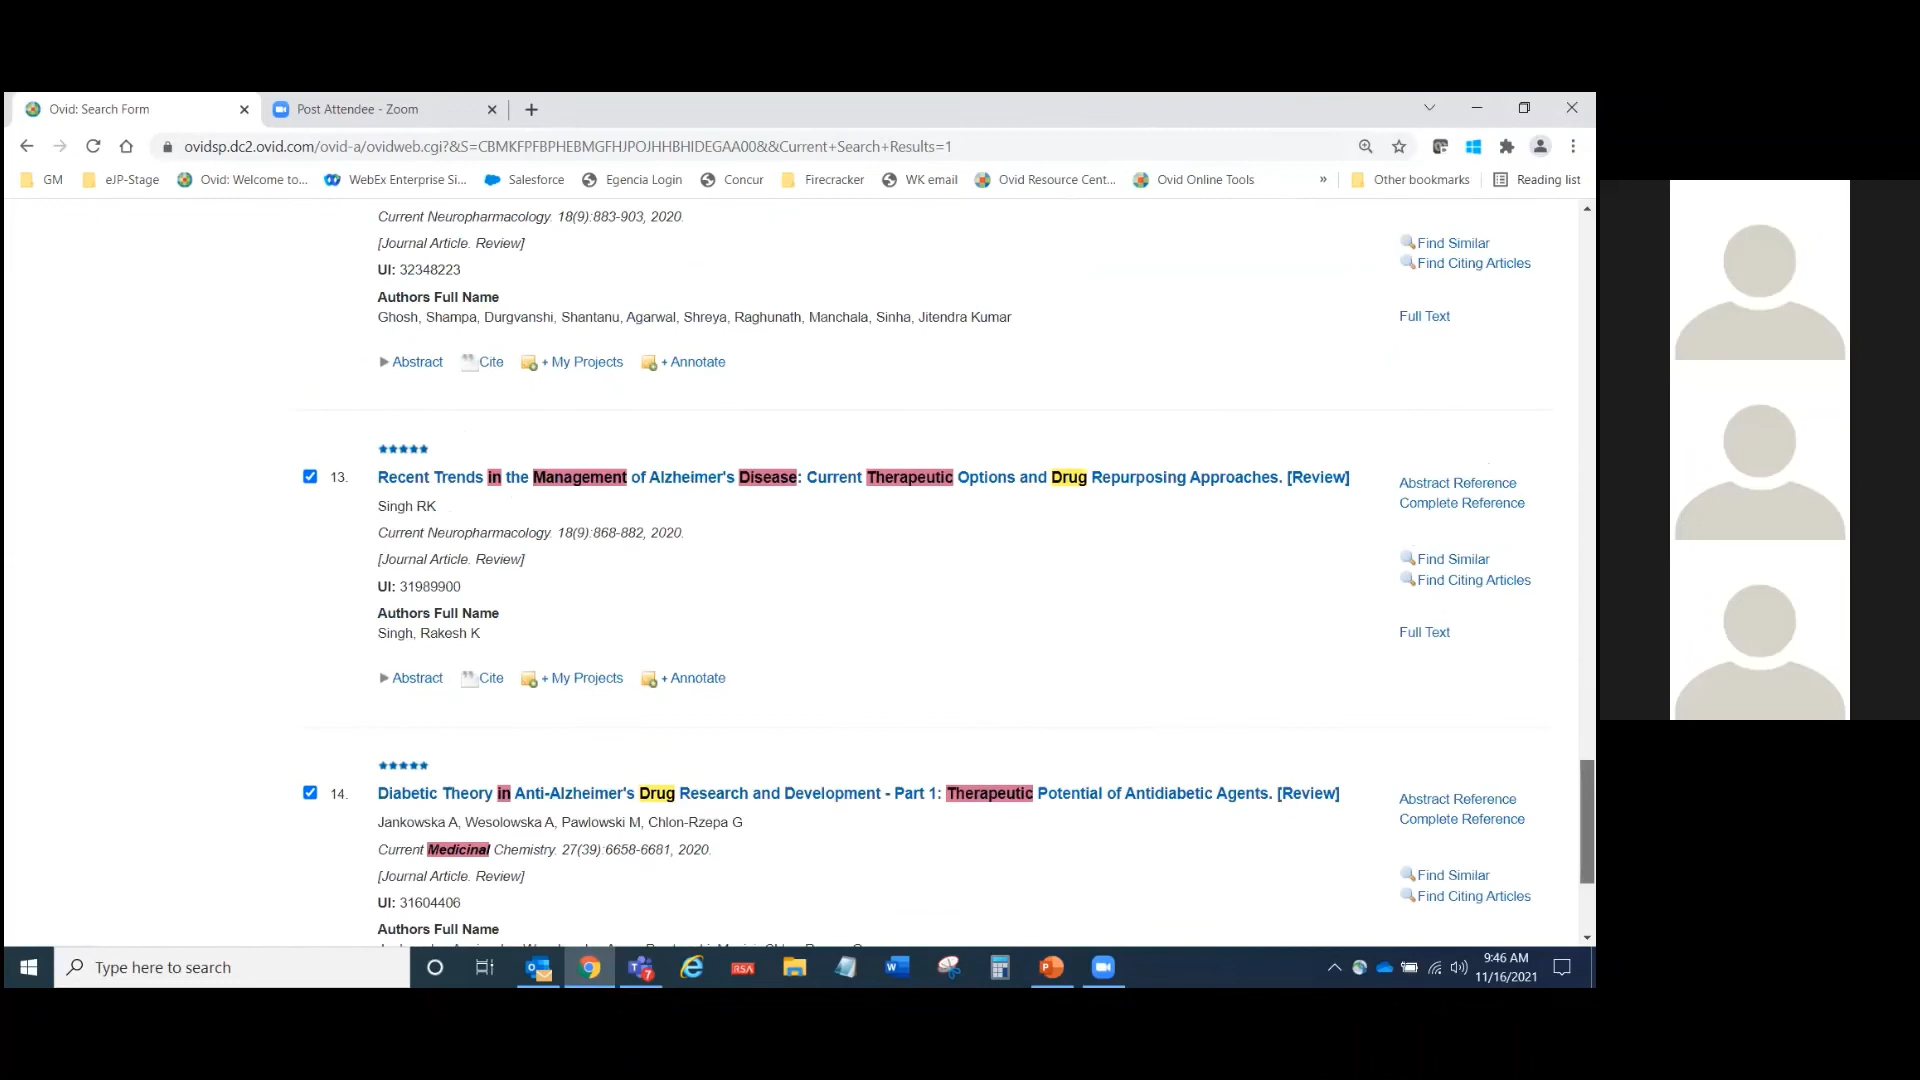 Ovid: Search Form
Post Attendee - Zoom
ovidsp.dc2.ovid.com/ovid-a/ovidweb.cgi?&S=CBMKFPFBPHEBMGFHJPOJHHBHIDEGAA00&&Current+Search+Results=1
GM eJP-Stage Ovid: Welcome to... WebEx Enterprise Si... Salesforce Egencia Login Concur Firecracker WK email Ovid Resource Cent... Ovid Online Tools » Other bookmarks Reading list
Current Neuropharmacology. 18(9):883-903, 2020.
[Journal Article. Review]
Find Similar
Find Citing Articles
UI: 32348223
Authors Full Name
Ghosh, Shampa, Durgvanshi, Shantanu, Agarwal, Shreya, Raghunath, Manchala, Sinha, Jitendra Kumar
Full Text
Abstract Cite + My Projects + Annotate
13. Recent Trends in the Management of Alzheimer's Disease: Current Therapeutic Options and Drug Repurposing Approaches. [Review]
Abstract Reference
Complete Reference
Singh RK
Current Neuropharmacology. 18(9):868-882, 2020.
[Journal Article. Review]
Find Similar
Find Citing Articles
UI: 31989900
Authors Full Name
Singh, Rakesh K
Full Text
Abstract Cite + My Projects + Annotate
14. Diabetic Theory in Anti-Alzheimer's Drug Research and Development - Part 1: Therapeutic Potential of Antidiabetic Agents. [Review]
Abstract Reference
Complete Reference
Jankowska A, Wesolowska A, Pawlowski M, Chlon-Rzepa G
Current Medicinal Chemistry. 27(39):6658-6681, 2020.
[Journal Article. Review]
Find Similar
Find Citing Articles
UI: 31604406
Authors Full Name
Type here to search
7
RSA
9:46 AM
11/16/2021